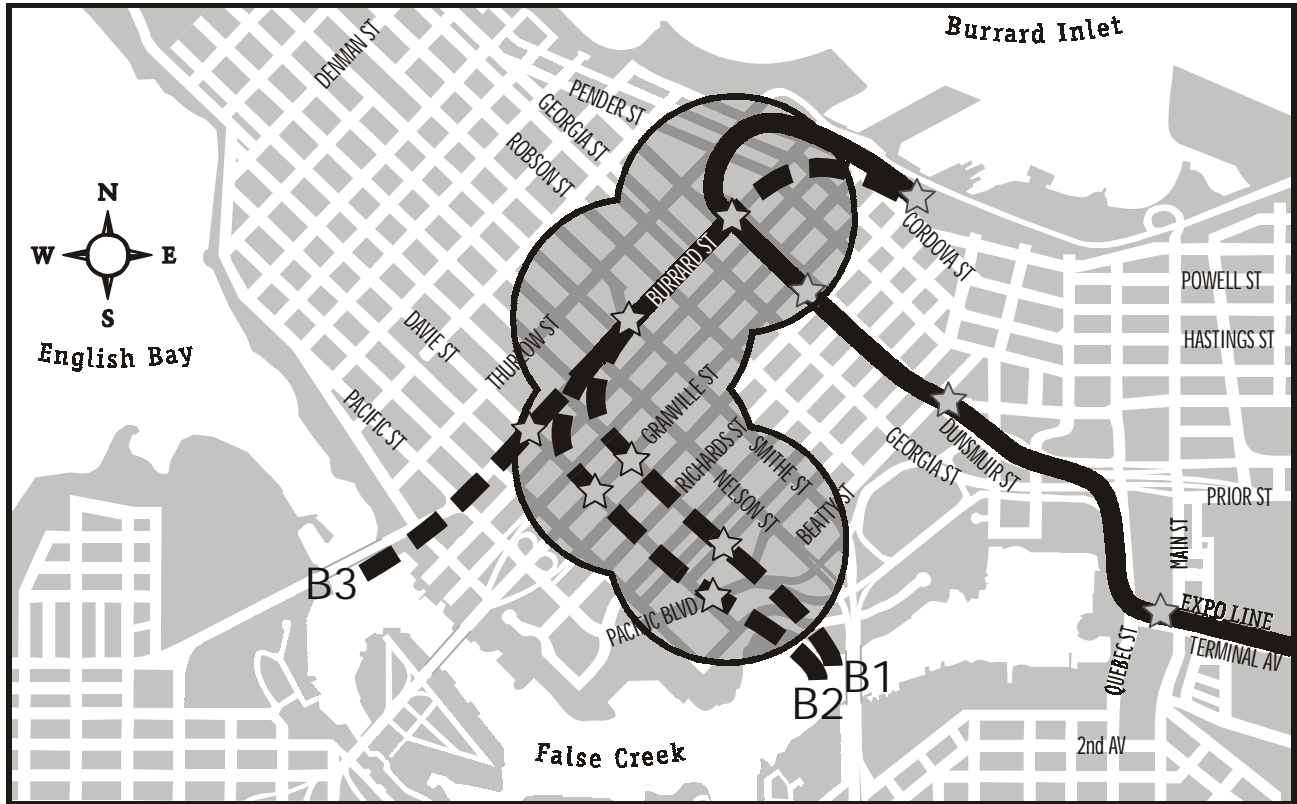 Burrard Inlet
DENMAN ST
PENDER ST
GEORGIA ST
ROBSON ST
N
W
E
S
CORDOVA ST
BURRARD ST
POWELL ST
English Bay
DAVIE ST
THURLOW ST
HASTINGS ST
PACIFIC ST
GRANVILLE ST
RICHARDS ST
SMITHE ST
NELSON ST
BEATTY ST
GEORGIA ST
DUNSMUIR ST
PRIOR ST
MAIN ST
B3
PACIFIC BLVD
EXPO LINE
QUEBEC ST
TERMINAL AV
B1
B2
False Creek
2nd AV